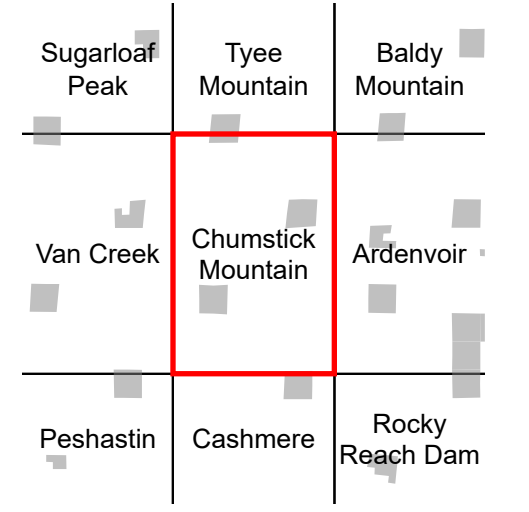 Sugarloaf
Peak
Tyee
Mountain
Baldy
Mountain
Van Creek
Chumstick
Mountain
Ardenvoir
Peshastin
Cashmere
Rocky
Reach Dam